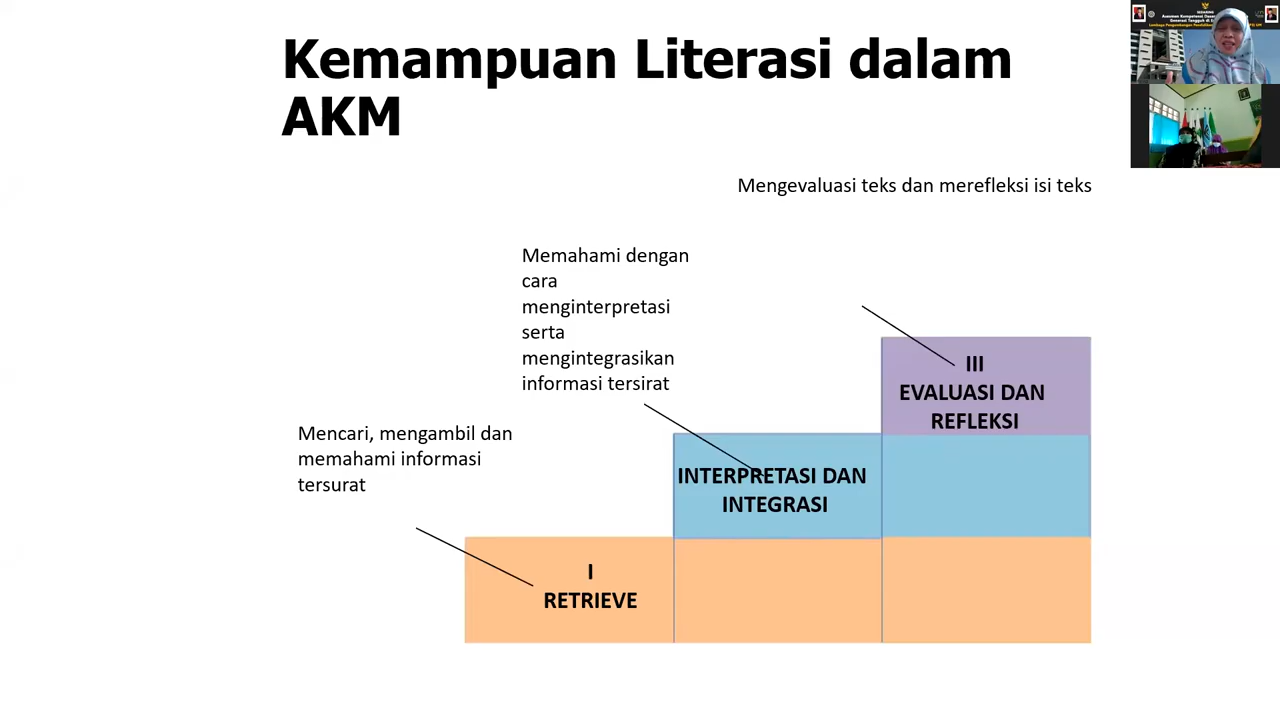 Kemampuan Literasi dalam
AKM
Mengevaluasi teks dan merefleksi isi teks
Memahami dengan
cara
menginterpretasi
serta
mengintegrasikan
informasi tersirat
Mencari, mengambil dan
memahami informasi
tersurat
III
EVALUASI DAN
REFLEKSI
INTERPRETASI DAN
INTEGRASI
I
RETRIEVE